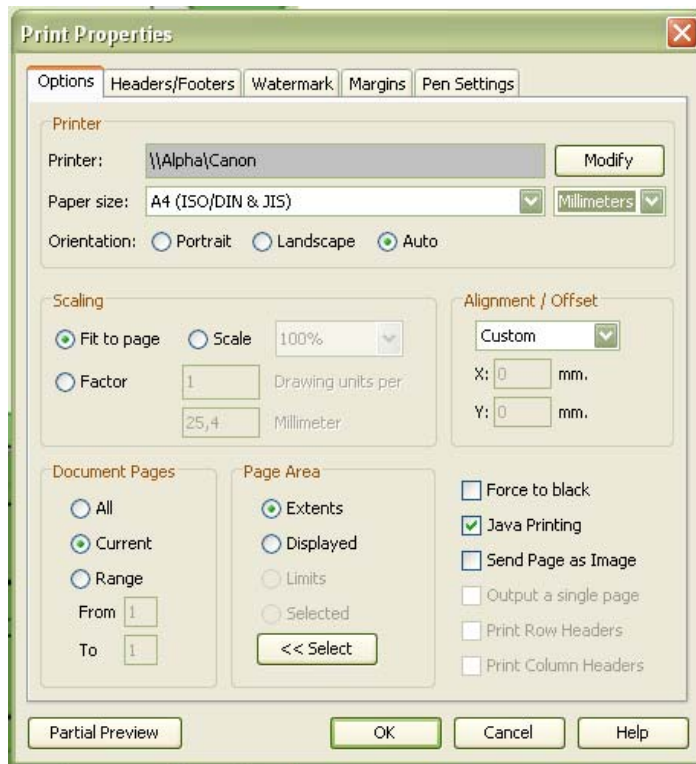 Print Properties
Options Headers/Footers Watermark Margins Pen Settings
Printer
Printer: \\Alpha\Canon Modify
Paper size: A4 (ISO/DIN & JIS) Millimeters
Orientation: Portrait Landscape Auto
Scaling
Fit to page Scale 100%
Factor 1 Drawing units per
25,4 Millimeter
Alignment / Offset
Custom
X: 0 mm.
Y: 0 mm.
Document Pages
All
Current
Range
From 1
To 1
Page Area
Extents
Displayed
Limits
Selected
<< Select
Force to black
Java Printing
Send Page as Image
Output a single page
Print Row Headers
Print Column Headers
Partial Preview OK Cancel Help